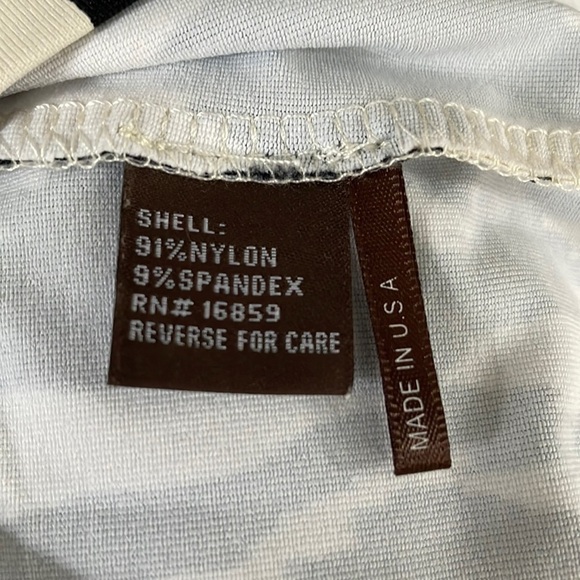 SHELL:
91%NYLON
9%SPANDEX
RN# 16859
REVERSE FOR CARE
MADE IN U.S.A